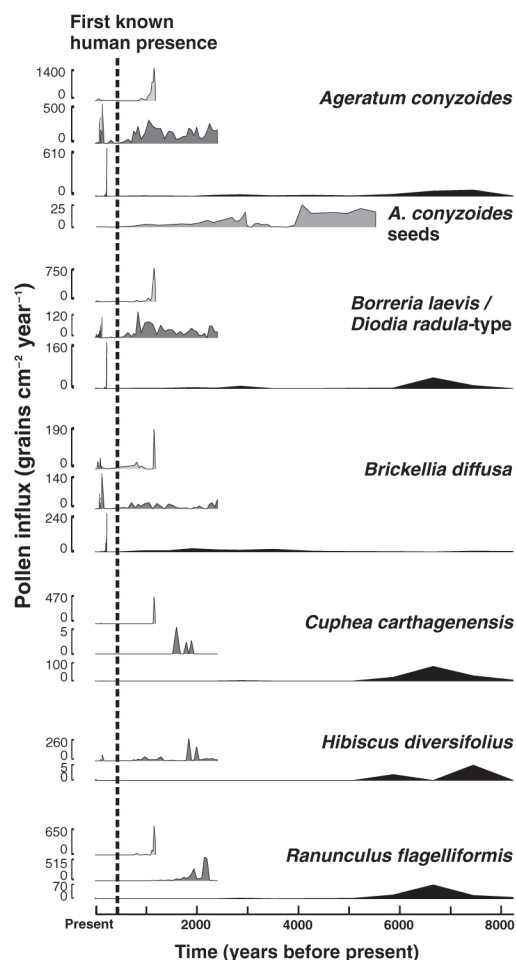 First known
human presence
1400
0
Ageratum conyzoides
500
0
610
0
25
0
A. conyzoides
seeds
750
0
Borreria laevis /
Diodia radula-type
120
0
160
0
Pollen influx (grains cm⁻² year⁻¹)
190
0
Brickellia diffusa
140
0
240
0
470
0
Cuphea carthagenensis
5
0
100
0
260
0
Hibiscus diversifolius
5
0
650
0
Ranunculus flagelliformis
515
0
70
0
Present 2000 4000 6000 8000
Time (years before present)